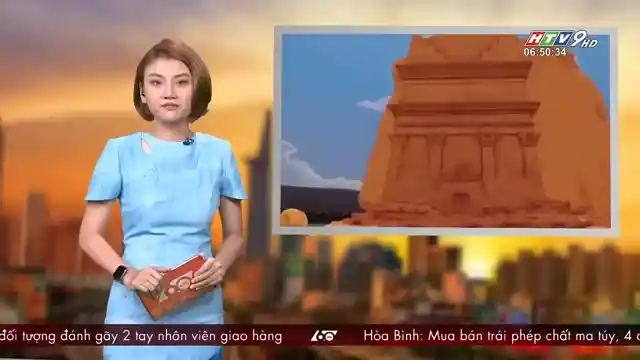 HTV9 HD
06:50:34
đối tượng đánh gãy 2 tay nhân viên giao hàng 60 Hòa Bình: Mua bán trái phép chất ma túy, 4